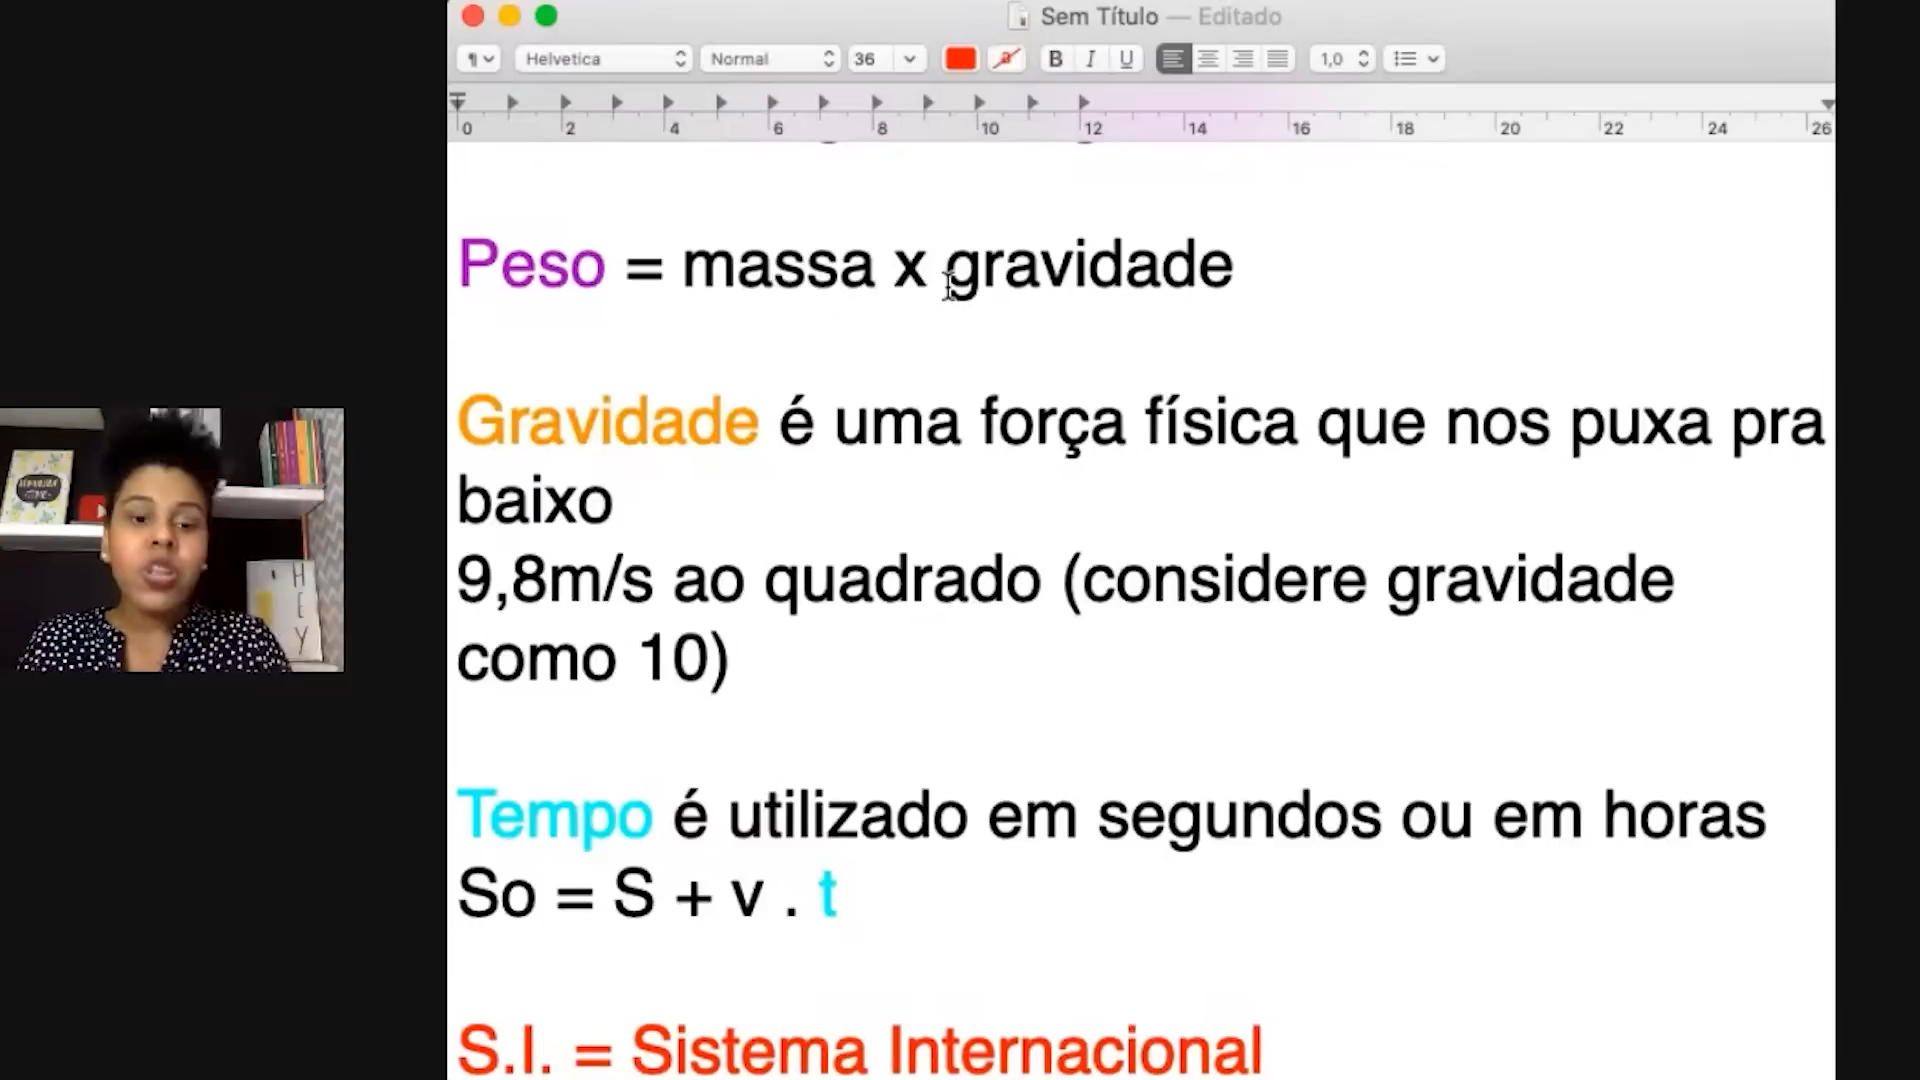 Sem Título — Editado
Helvetica Normal 36 B I U 1,0
0 2 4 6 8 10 12 14 16 18 20 22 24 26
Peso = massa x gravidade
Gravidade é uma força física que nos puxa pra
baixo
9,8m/s ao quadrado (considere gravidade
como 10)
Tempo é utilizado em segundos ou em horas
So = S + v . t
S.I. = Sistema Internacional
HEY